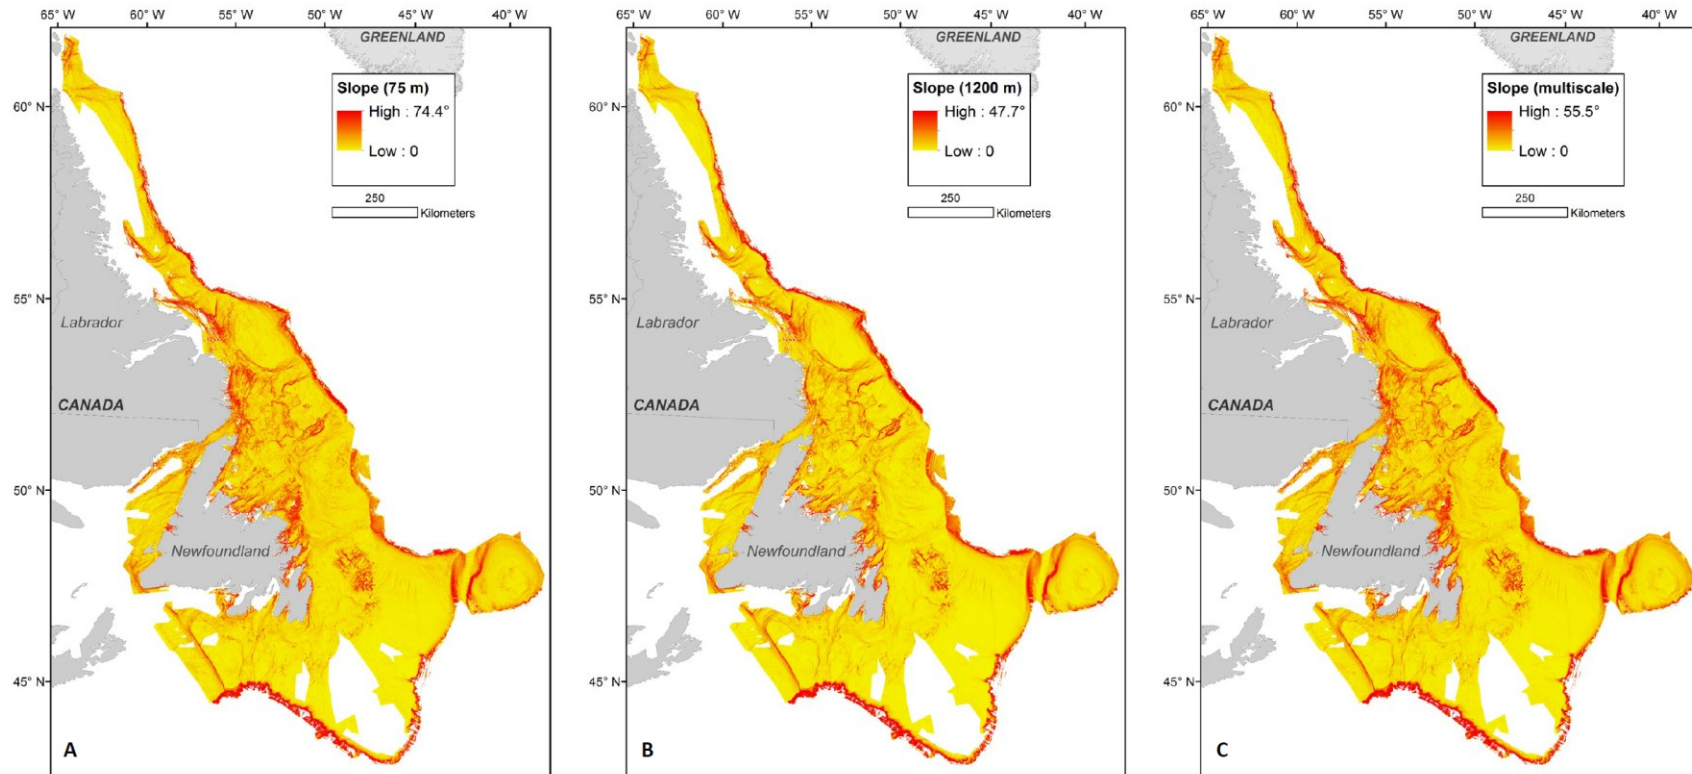 65° W 60° W 55° W 50° W 45° W 40° W
GREENLAND
Slope (75 m)
High : 74.4°
Low : 0
250
Kilometers
60° N
55° N
50° N
45° N
Labrador
CANADA
Newfoundland
A
65° W 60° W 55° W 50° W 45° W 40° W
GREENLAND
Slope (1200 m)
High : 47.7°
Low : 0
250
Kilometers
60° N
55° N
50° N
45° N
Labrador
CANADA
Newfoundland
B
65° W 60° W 55° W 50° W 45° W 40° W
GREENLAND
Slope (multiscale)
High : 55.5°
Low : 0
250
Kilometers
60° N
55° N
50° N
45° N
Labrador
CANADA
Newfoundland
C